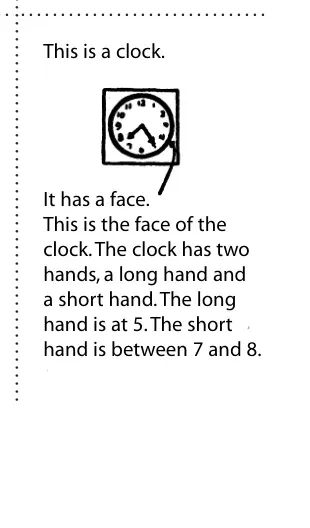 This is a clock.
It has a face.
This is the face of the
clock. The clock has two
hands, a long hand and
a short hand. The long
hand is at 5. The short
hand is between 7 and 8.